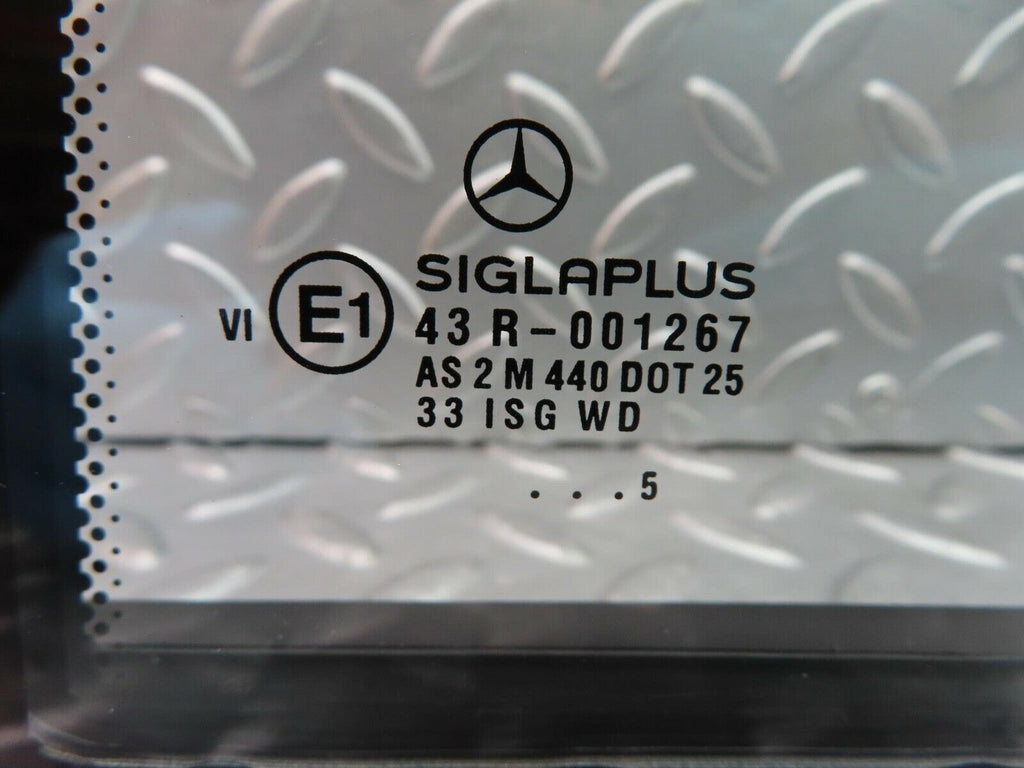 SIGLAPLUS
VI E1 43 R-001267
AS 2 M 440 DOT 25
33 ISG WD
. . . 5